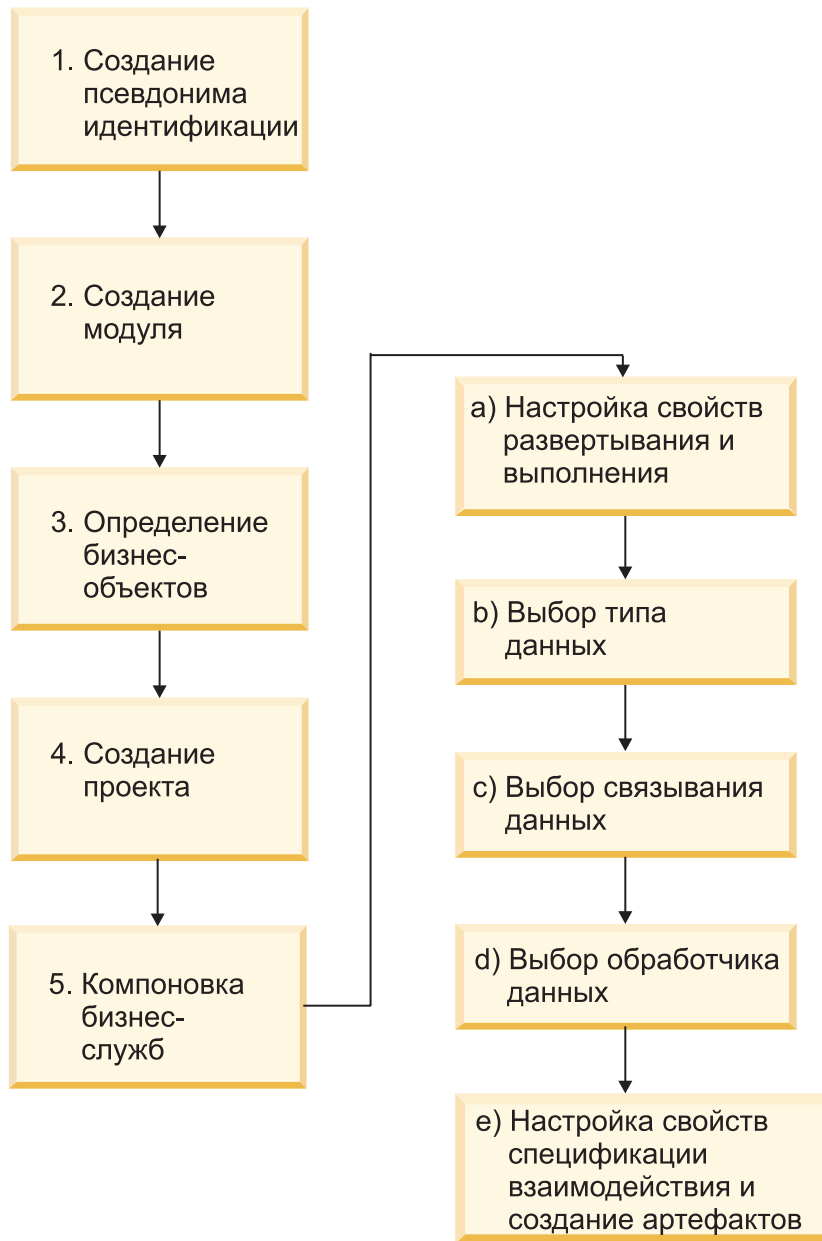 1. Создание
псевдонима
идентификации
2. Создание
модуля
3. Определение
бизнес-
объектов
4. Создание
проекта
5. Компоновка
бизнес-
служб
a) Настройка свойств
развертывания и
выполнения
b) Выбор типа
данных
c) Выбор связывания
данных
d) Выбор обработчика
данных
e) Настройка свойств
спецификации
взаимодействия и
создание артефактов